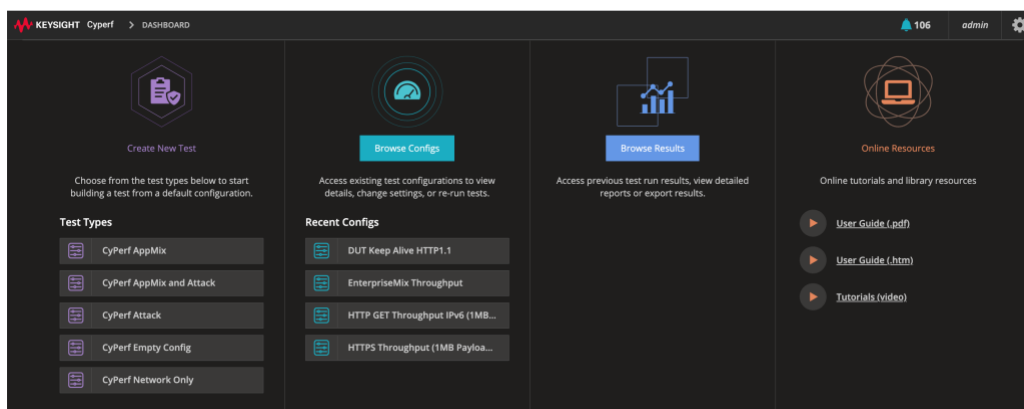 KEYSIGHT Cyperf > DASHBOARD
106
admin
Create New Test
Choose from the test types below to start
building a test from a default configuration.
Test Types
CyPerf AppMix
CyPerf AppMix and Attack
CyPerf Attack
CyPerf Empty Config
CyPerf Network Only
Browse Configs
Access existing test configurations to view
details, change settings, or re-run tests.
Recent Configs
DUT Keep Alive HTTP1.1
EnterpriseMix Throughput
HTTP GET Throughput IPv6 (1MB...
HTTPS Throughput (1MB Payloa...
Browse Results
Access previous test run results, view detailed
reports or export results.
Online Resources
Online tutorials and library resources
User Guide (.pdf)
User Guide (.htm)
Tutorials (video)